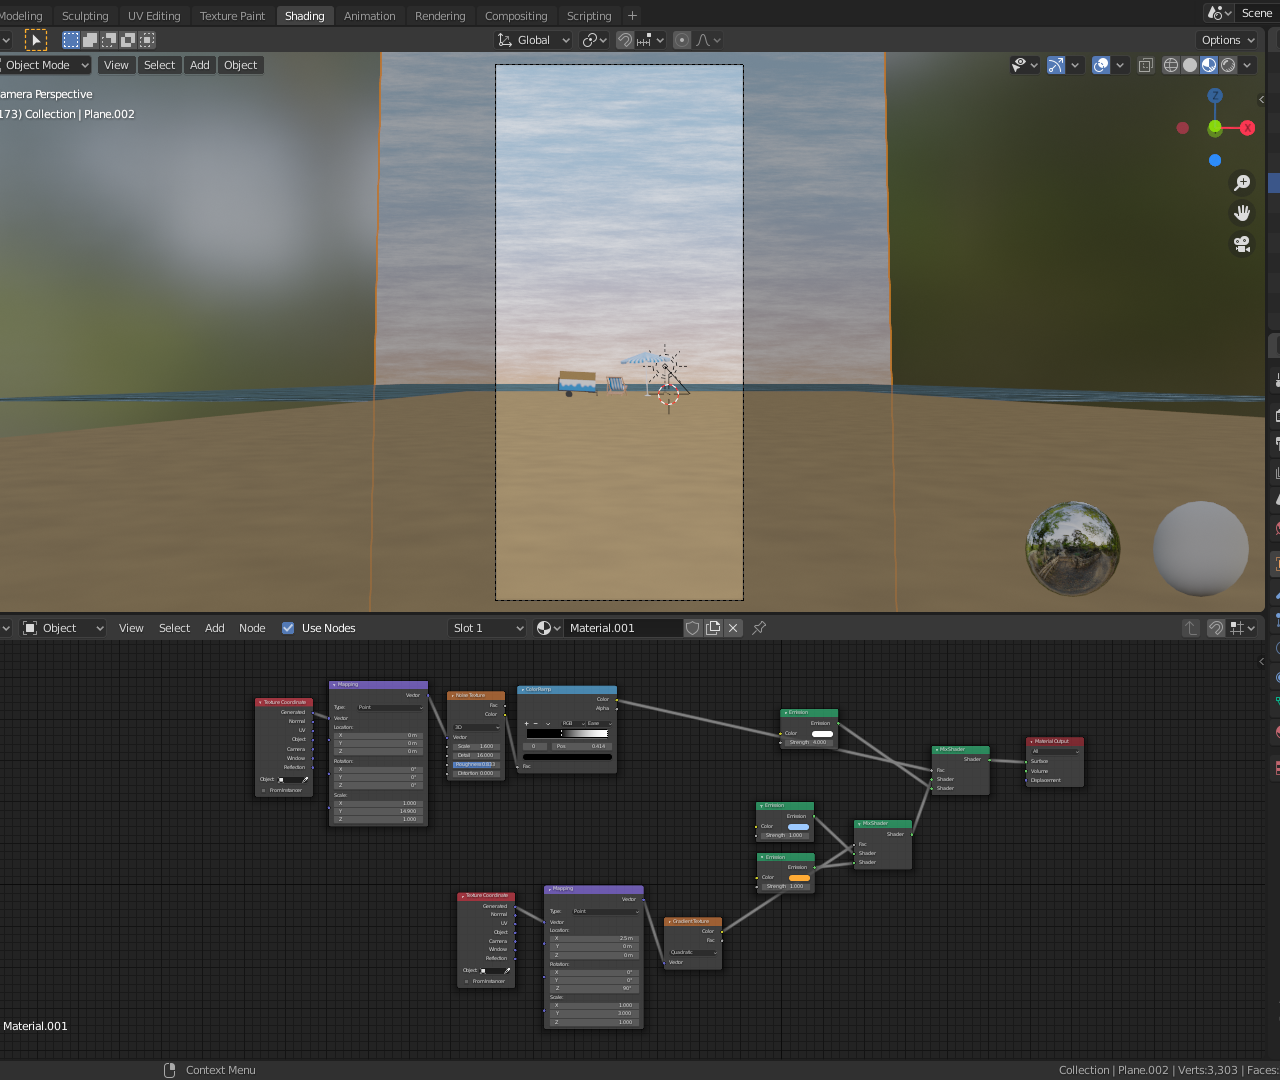 Modeling Sculpting UV Editing Texture Paint Shading Animation Rendering Compositing Scripting + Scene
Global Options
Object Mode View Select Add Object
amera Perspective
173) Collection | Plane.002
Z
X
Object View Select Add Node Object Use Nodes Slot 1 Material.001
Mapping
Vector
Type: Point
Vector
Location:
X 0 m
Y 0 m
Z 0 m
Rotation:
X 0°
Y 0°
Z 0°
Scale:
X 1.000
Y 14.900
Z 1.000
Texture Coordinate
Generated
Normal
UV
Object
Camera
Window
Reflection
Object:
From Instancer
Noise Texture
Fac
Color
3D
Vector
Scale 1.600
Detail 16.000
Roughness 0.833
Distortion 0.000
ColorRamp
Color
Alpha
+ − RGB Ease
0 Pos 0.414
Fac
Emission
Emission
Color
Strength 4.000
Mix Shader
Shader
Fac
Shader
Shader
Material Output
All
Surface
Volume
Displacement
Emission
Emission
Color
Strength 1.000
Emission
Emission
Color
Strength 1.000
Mix Shader
Shader
Fac
Shader
Shader
Texture Coordinate
Generated
Normal
UV
Object
Camera
Window
Reflection
Object:
From Instancer
Mapping
Vector
Type: Point
Vector
Location:
X 2.5 m
Y 0 m
Z 0 m
Rotation:
X 0°
Y 0°
Z 90°
Scale:
X 1.000
Y 3.000
Z 1.000
Gradient Texture
Color
Fac
Quadratic
Vector
Material.001
Context Menu Collection | Plane.002 | Verts:3,303 | Faces: